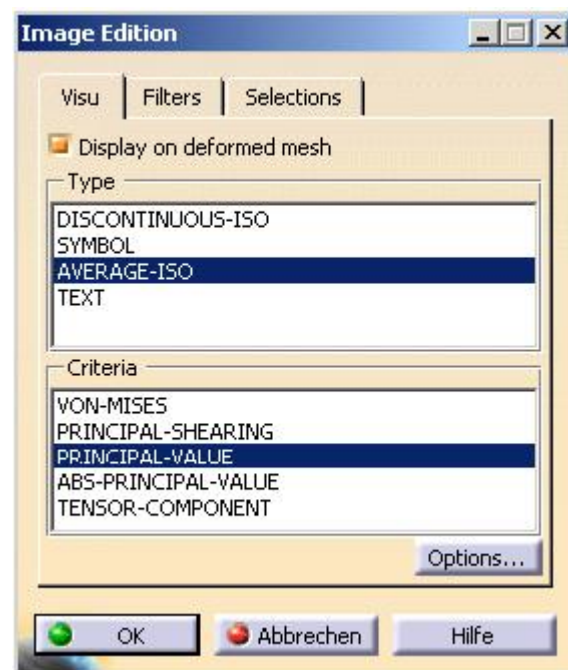 Image Edition
Visu Filters Selections
Display on deformed mesh
Type
DISCONTINUOUS-ISO
SYMBOL
AVERAGE-ISO
TEXT
Criteria
VON-MISES
PRINCIPAL-SHEARING
PRINCIPAL-VALUE
ABS-PRINCIPAL-VALUE
TENSOR-COMPONENT
Options...
OK Abbrechen Hilfe